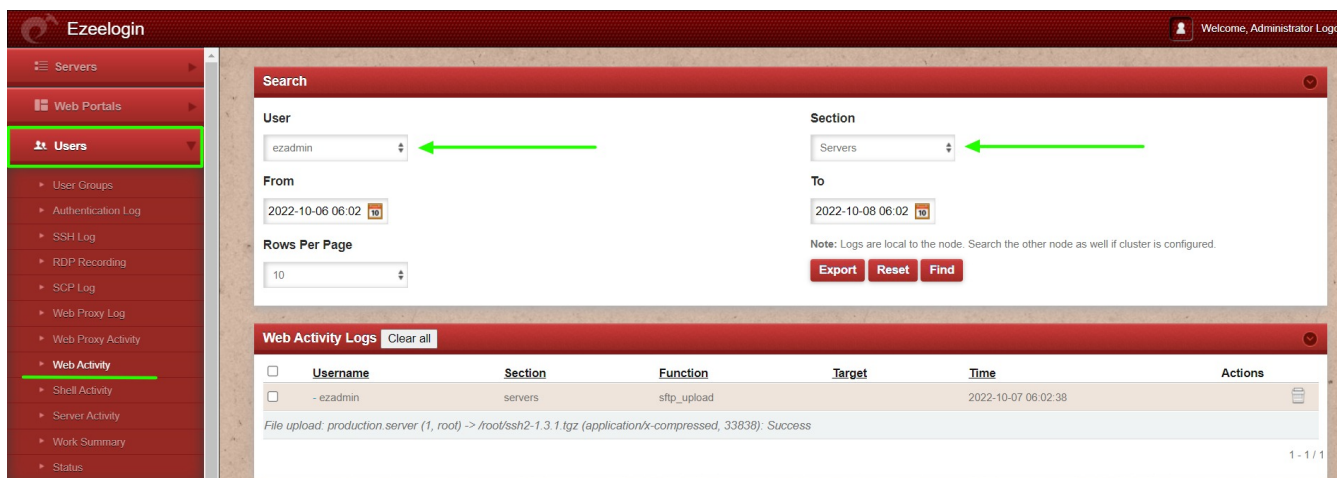 Ezeelogin
Welcome, Administrator Logo
Servers
Web Portals
Users
User Groups
Authentication Log
SSH Log
RDP Recording
SCP Log
Web Proxy Log
Web Proxy Activity
Web Activity
Shell Activity
Server Activity
Work Summary
Status
Search
User Section
ezadmin Servers
From To
2022-10-06 06:02 10 2022-10-08 06:02 10
Rows Per Page Note: Logs are local to the node. Search the other node as well if cluster is configured.
10 Export Reset Find
Web Activity Logs Clear all
Username Section Function Target Time Actions
- ezadmin servers sftp_upload 2022-10-07 06:02:38
File upload: production.server (1, root) -> /root/ssh2-1.3.1.tgz (application/x-compressed, 33838): Success
1 - 1 / 1